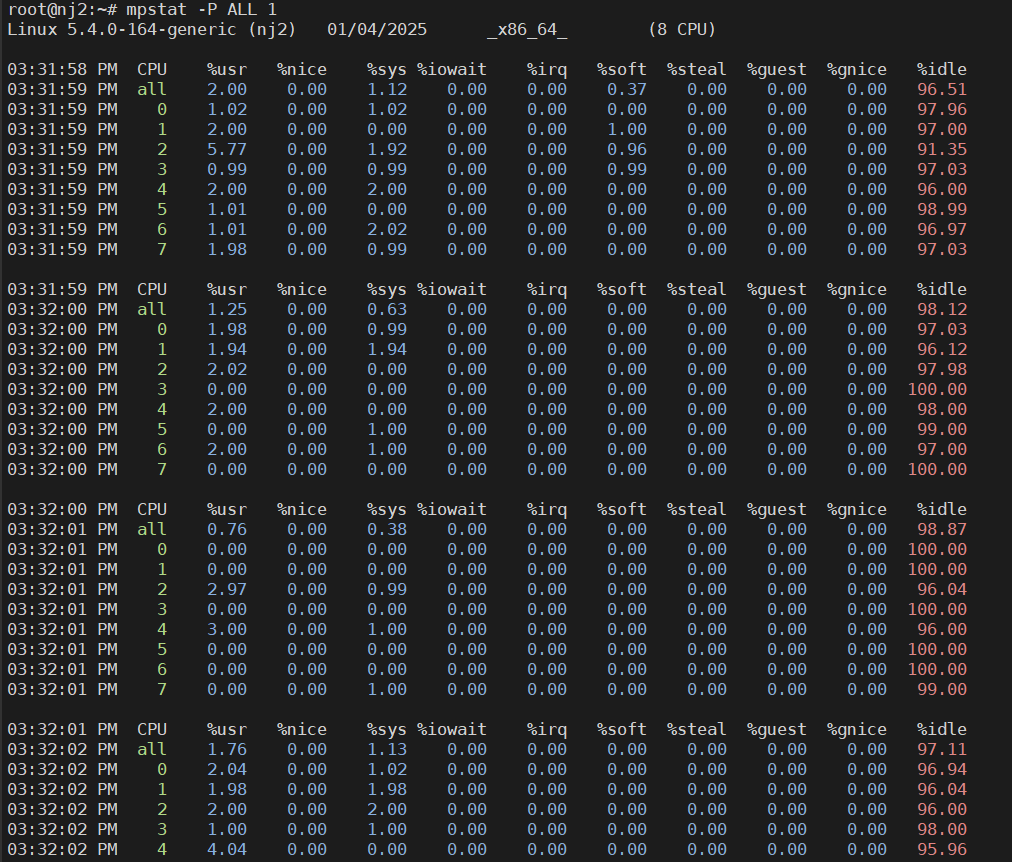 root@nj2:~# mpstat -P ALL 1
Linux 5.4.0-164-generic (nj2)   01/04/2025      _x86_64_        (8 CPU)

03:31:58 PM  CPU    %usr   %nice    %sys %iowait    %irq   %soft  %steal  %guest  %gnice   %idle
03:31:59 PM  all    2.00    0.00    1.12    0.00    0.00    0.37    0.00    0.00    0.00   96.51
03:31:59 PM    0    1.02    0.00    1.02    0.00    0.00    0.00    0.00    0.00    0.00   97.96
03:31:59 PM    1    2.00    0.00    0.00    0.00    0.00    1.00    0.00    0.00    0.00   97.00
03:31:59 PM    2    5.77    0.00    1.92    0.00    0.00    0.96    0.00    0.00    0.00   91.35
03:31:59 PM    3    0.99    0.00    0.99    0.00    0.00    0.99    0.00    0.00    0.00   97.03
03:31:59 PM    4    2.00    0.00    2.00    0.00    0.00    0.00    0.00    0.00    0.00   96.00
03:31:59 PM    5    1.01    0.00    0.00    0.00    0.00    0.00    0.00    0.00    0.00   98.99
03:31:59 PM    6    1.01    0.00    2.02    0.00    0.00    0.00    0.00    0.00    0.00   96.97
03:31:59 PM    7    1.98    0.00    0.99    0.00    0.00    0.00    0.00    0.00    0.00   97.03

03:31:59 PM  CPU    %usr   %nice    %sys %iowait    %irq   %soft  %steal  %guest  %gnice   %idle
03:32:00 PM  all    1.25    0.00    0.63    0.00    0.00    0.00    0.00    0.00    0.00   98.12
03:32:00 PM    0    1.98    0.00    0.99    0.00    0.00    0.00    0.00    0.00    0.00   97.03
03:32:00 PM    1    1.94    0.00    1.94    0.00    0.00    0.00    0.00    0.00    0.00   96.12
03:32:00 PM    2    2.02    0.00    0.00    0.00    0.00    0.00    0.00    0.00    0.00   97.98
03:32:00 PM    3    0.00    0.00    0.00    0.00    0.00    0.00    0.00    0.00    0.00  100.00
03:32:00 PM    4    2.00    0.00    0.00    0.00    0.00    0.00    0.00    0.00    0.00   98.00
03:32:00 PM    5    0.00    0.00    1.00    0.00    0.00    0.00    0.00    0.00    0.00   99.00
03:32:00 PM    6    2.00    0.00    1.00    0.00    0.00    0.00    0.00    0.00    0.00   97.00
03:32:00 PM    7    0.00    0.00    0.00    0.00    0.00    0.00    0.00    0.00    0.00  100.00

03:32:00 PM  CPU    %usr   %nice    %sys %iowait    %irq   %soft  %steal  %guest  %gnice   %idle
03:32:01 PM  all    0.76    0.00    0.38    0.00    0.00    0.00    0.00    0.00    0.00   98.87
03:32:01 PM    0    0.00    0.00    0.00    0.00    0.00    0.00    0.00    0.00    0.00  100.00
03:32:01 PM    1    0.00    0.00    0.00    0.00    0.00    0.00    0.00    0.00    0.00  100.00
03:32:01 PM    2    2.97    0.00    0.99    0.00    0.00    0.00    0.00    0.00    0.00   96.04
03:32:01 PM    3    0.00    0.00    0.00    0.00    0.00    0.00    0.00    0.00    0.00  100.00
03:32:01 PM    4    3.00    0.00    1.00    0.00    0.00    0.00    0.00    0.00    0.00   96.00
03:32:01 PM    5    0.00    0.00    0.00    0.00    0.00    0.00    0.00    0.00    0.00  100.00
03:32:01 PM    6    0.00    0.00    0.00    0.00    0.00    0.00    0.00    0.00    0.00  100.00
03:32:01 PM    7    0.00    0.00    1.00    0.00    0.00    0.00    0.00    0.00    0.00   99.00

03:32:01 PM  CPU    %usr   %nice    %sys %iowait    %irq   %soft  %steal  %guest  %gnice   %idle
03:32:02 PM  all    1.76    0.00    1.13    0.00    0.00    0.00    0.00    0.00    0.00   97.11
03:32:02 PM    0    2.04    0.00    1.02    0.00    0.00    0.00    0.00    0.00    0.00   96.94
03:32:02 PM    1    1.98    0.00    1.98    0.00    0.00    0.00    0.00    0.00    0.00   96.04
03:32:02 PM    2    2.00    0.00    2.00    0.00    0.00    0.00    0.00    0.00    0.00   96.00
03:32:02 PM    3    1.00    0.00    1.00    0.00    0.00    0.00    0.00    0.00    0.00   98.00
03:32:02 PM    4    4.04    0.00    0.00    0.00    0.00    0.00    0.00    0.00    0.00   95.96